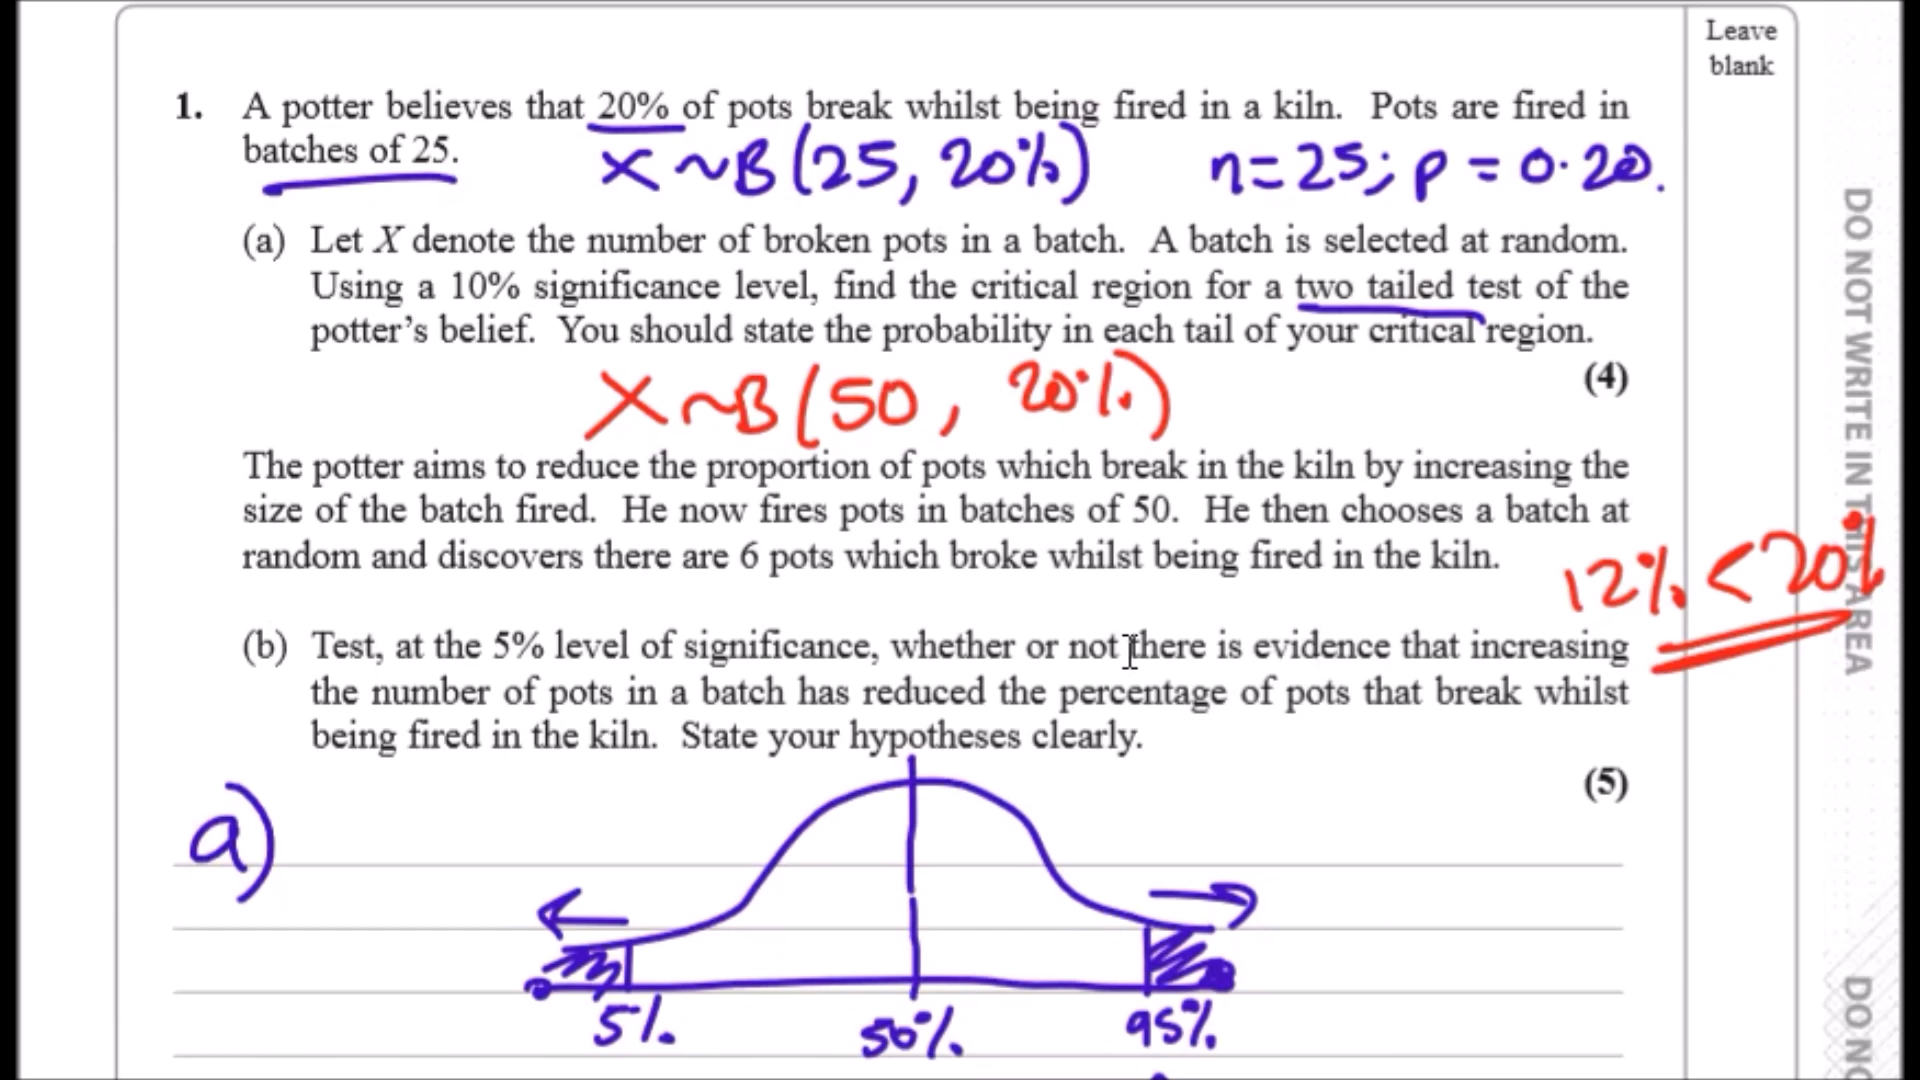 Leave
blank
1. A potter believes that 20% of pots break whilst being fired in a kiln. Pots are fired in
batches of 25.
X ~B(25, 20%) n=25; p = 0.20.
(a) Let X denote the number of broken pots in a batch. A batch is selected at random.
Using a 10% significance level, find the critical region for a two tailed test of the
potter's belief. You should state the probability in each tail of your critical region.
(4)
X~B(50, 20%)
The potter aims to reduce the proportion of pots which break in the kiln by increasing the
size of the batch fired. He now fires pots in batches of 50. He then chooses a batch at
random and discovers there are 6 pots which broke whilst being fired in the kiln.
12% < 20%
(b) Test, at the 5% level of significance, whether or not there is evidence that increasing
the number of pots in a batch has reduced the percentage of pots that break whilst
being fired in the kiln. State your hypotheses clearly.
(5)
a)
5% 50% 95%
DO NOT WRITE IN THIS AREA
DO NO